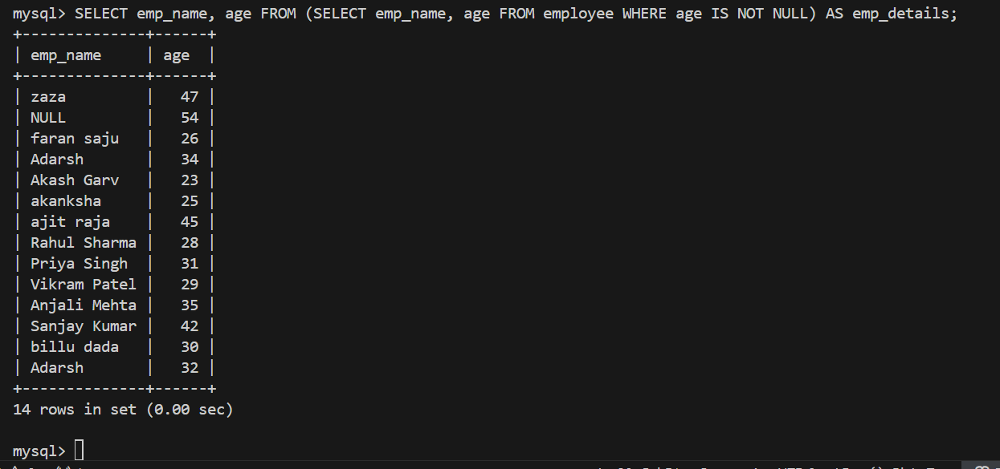 mysql> SELECT emp_name, age FROM (SELECT emp_name, age FROM employee WHERE age IS NOT NULL) AS emp_details;
+--------------+------+
| emp_name     | age  |
+--------------+------+
| zaza         |   47 |
| NULL         |   54 |
| faran saju   |   26 |
| Adarsh       |   34 |
| Akash Garv   |   23 |
| akanksha     |   25 |
| ajit raja    |   45 |
| Rahul Sharma |   28 |
| Priya Singh  |   31 |
| Vikram Patel |   29 |
| Anjali Mehta |   35 |
| Sanjay Kumar |   42 |
| billu dada   |   30 |
| Adarsh       |   32 |
+--------------+------+
14 rows in set (0.00 sec)
mysql>